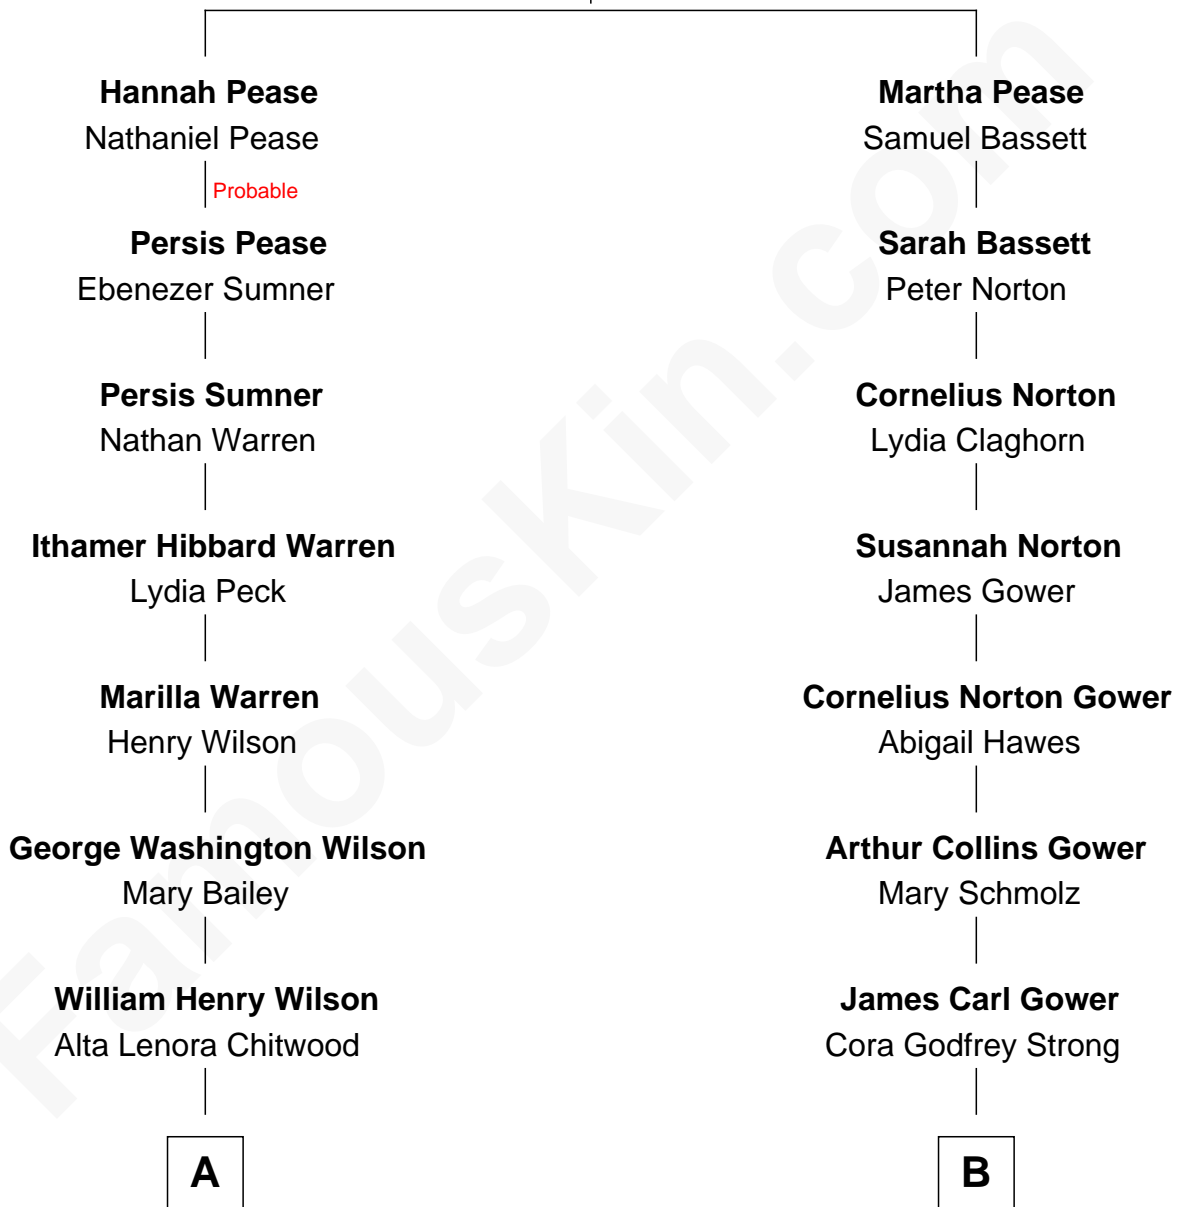 Hannah Pease
Nathaniel Pease
Probable
Persis Pease
Ebenezer Sumner
Persis Sumner
Nathan Warren
Ithamer Hibbard Warren
Lydia Peck
Marilla Warren
Henry Wilson
George Washington Wilson
Mary Bailey
William Henry Wilson
Alta Lenora Chitwood
A
Martha Pease
Samuel Bassett
Sarah Bassett
Peter Norton
Cornelius Norton
Lydia Claghorn
Susannah Norton
James Gower
Cornelius Norton Gower
Abigail Hawes
Arthur Collins Gower
Mary Schmolz
James Carl Gower
Cora Godfrey Strong
B
FamousKin.com